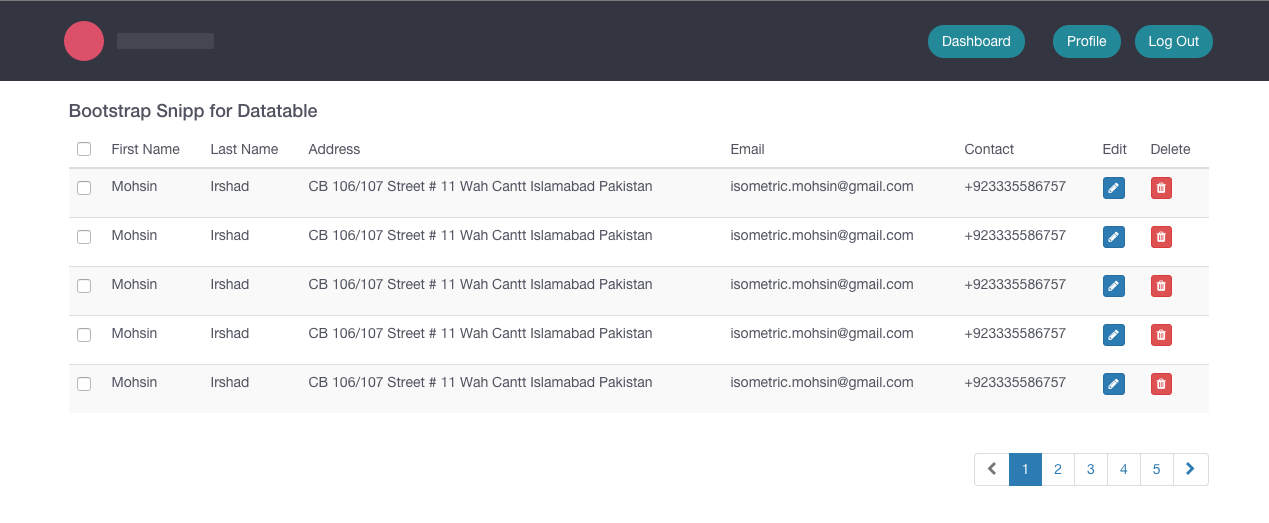 Dashboard Profile Log Out
Bootstrap Snipp for Datatable
First Name Last Name Address Email Contact Edit Delete
Mohsin Irshad CB 106/107 Street # 11 Wah Cantt Islamabad Pakistan isometric.mohsin@gmail.com +923335586757
Mohsin Irshad CB 106/107 Street # 11 Wah Cantt Islamabad Pakistan isometric.mohsin@gmail.com +923335586757
Mohsin Irshad CB 106/107 Street # 11 Wah Cantt Islamabad Pakistan isometric.mohsin@gmail.com +923335586757
Mohsin Irshad CB 106/107 Street # 11 Wah Cantt Islamabad Pakistan isometric.mohsin@gmail.com +923335586757
Mohsin Irshad CB 106/107 Street # 11 Wah Cantt Islamabad Pakistan isometric.mohsin@gmail.com +923335586757
1 2 3 4 5